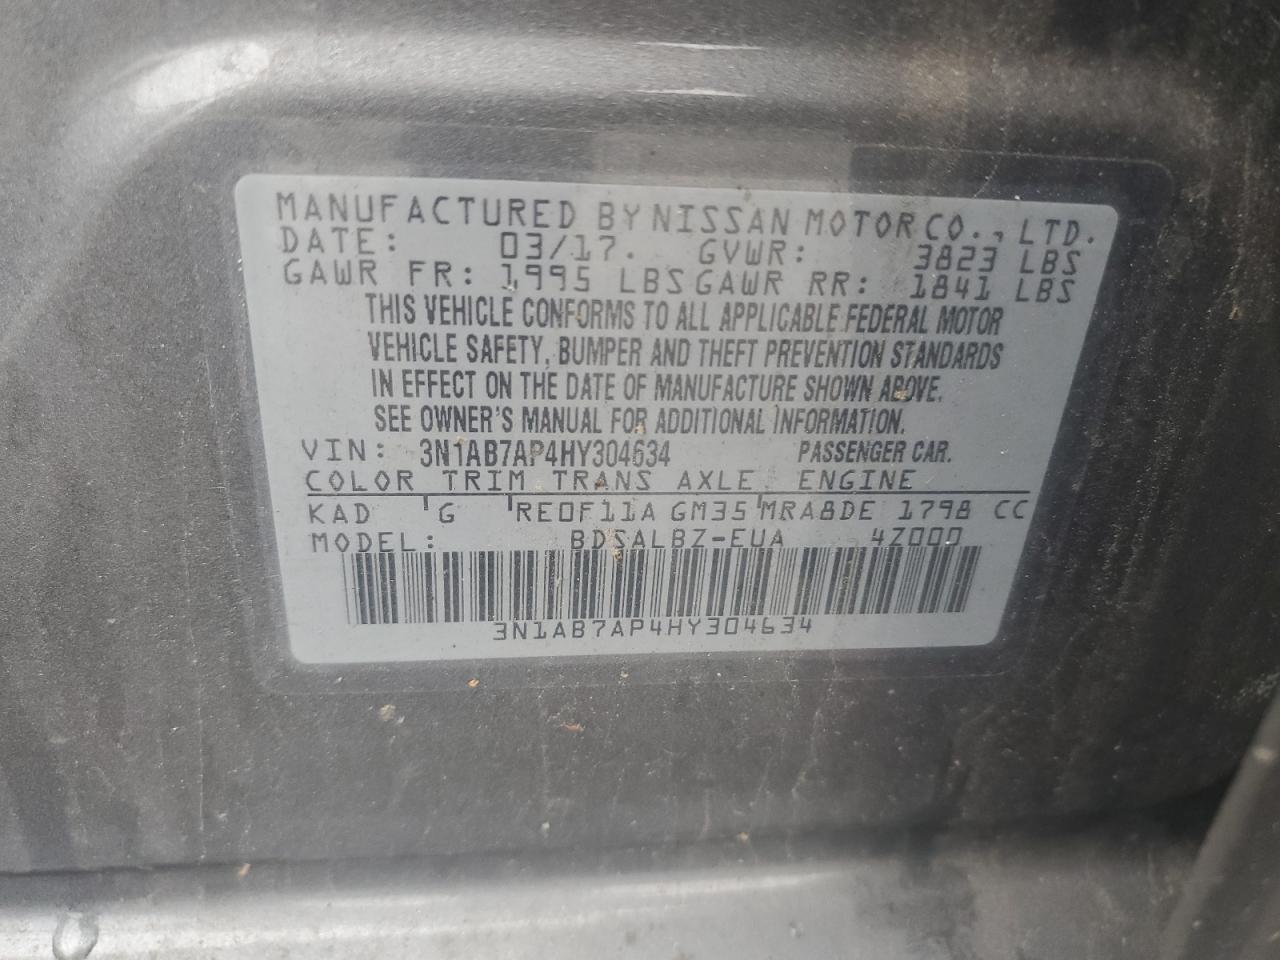 MANUFACTURED BY NISSAN MOTOR CO., LTD.
DATE: 03/17. GVWR: 3823 LBS
GAWR FR: 1995 LBS GAWR RR: 1841 LBS
THIS VEHICLE CONFORMS TO ALL APPLICABLE FEDERAL MOTOR
VEHICLE SAFETY, BUMPER AND THEFT PREVENTION STANDARDS
IN EFFECT ON THE DATE OF MANUFACTURE SHOWN ABOVE.
SEE OWNER'S MANUAL FOR ADDITIONAL INFORMATION.
VIN: 3N1AB7AP4HY304634 PASSENGER CAR.
COLOR TRIM TRANS AXLE ENGINE
KAD G RE0F11A GM35 MRA8DE 1798 CC
MODEL: BDSALBZ-EUA 4Z000
3N1AB7AP4HY304634